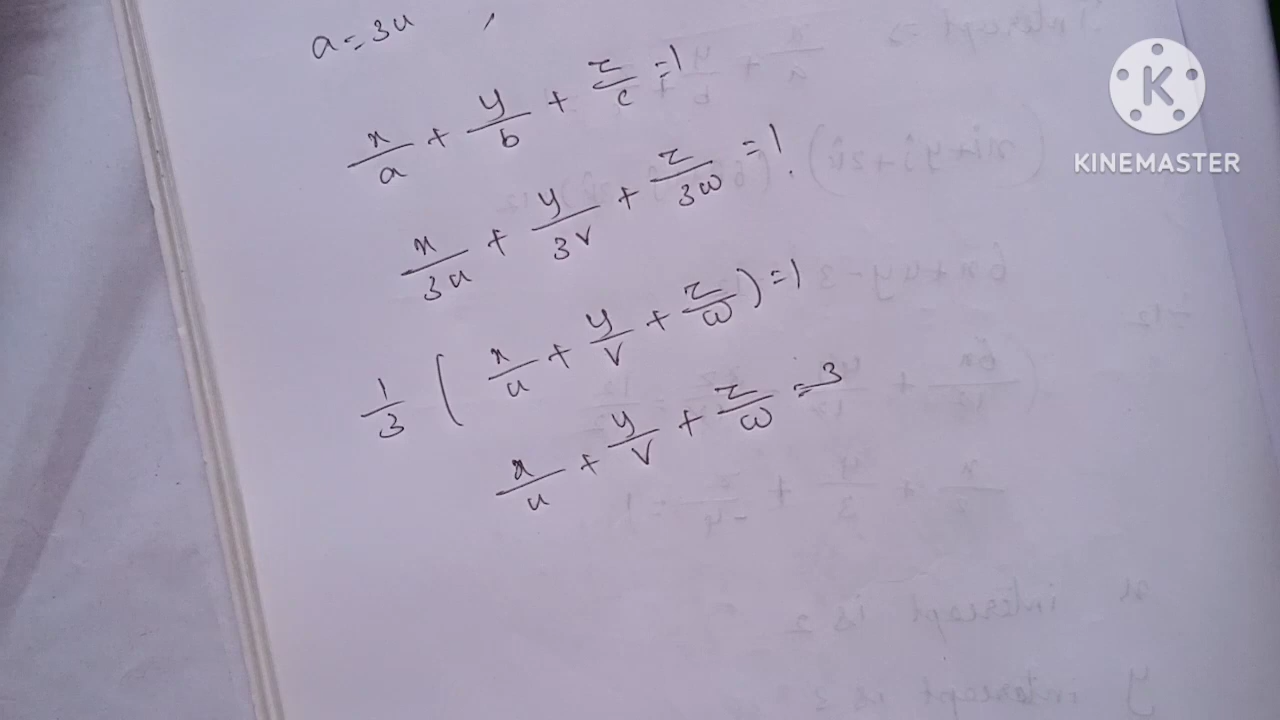 a = 3u ,
x/a + y/b + z/c = 1
x/3u + y/3v + z/3w = 1.
1/3 ( x/u + y/v + z/w ) = 1
x/u + y/v + z/w = 3
K
KINEMASTER